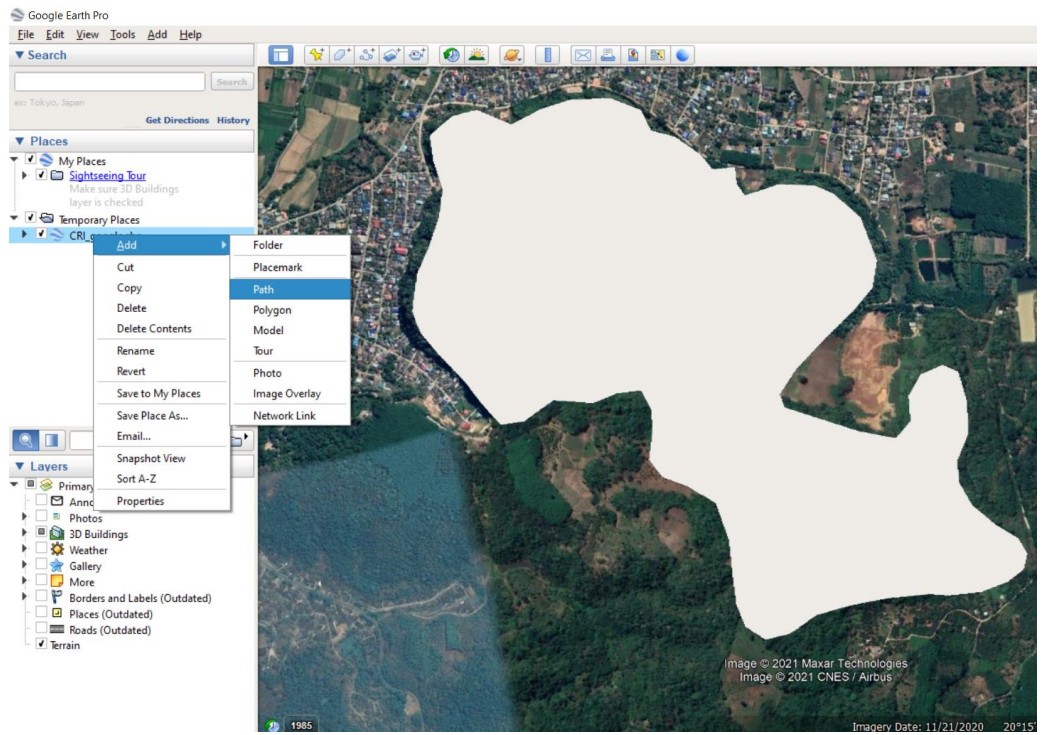 Google Earth Pro
File Edit View Tools Add Help
Search
Search
ex: Tokyo, Japan
Get Directions History
Places
My Places
Sightseeing Tour
Make sure 3D Buildings
layer is checked
Temporary Places
Add
Cut
Copy
Delete
Delete Contents
Rename
Revert
Save to My Places
Save Place As...
Email...
Snapshot View
Sort A-Z
Properties
Folder
Placemark
Path
Polygon
Model
Tour
Photo
Image Overlay
Network Link
Layers
Photos
3D Buildings
Weather
Gallery
More
Borders and Labels (Outdated)
Places (Outdated)
Roads (Outdated)
Terrain
Image © 2021 Maxar Technologies
Image © 2021 CNES / Airbus
1985
Imagery Date: 11/21/2020 20°15'